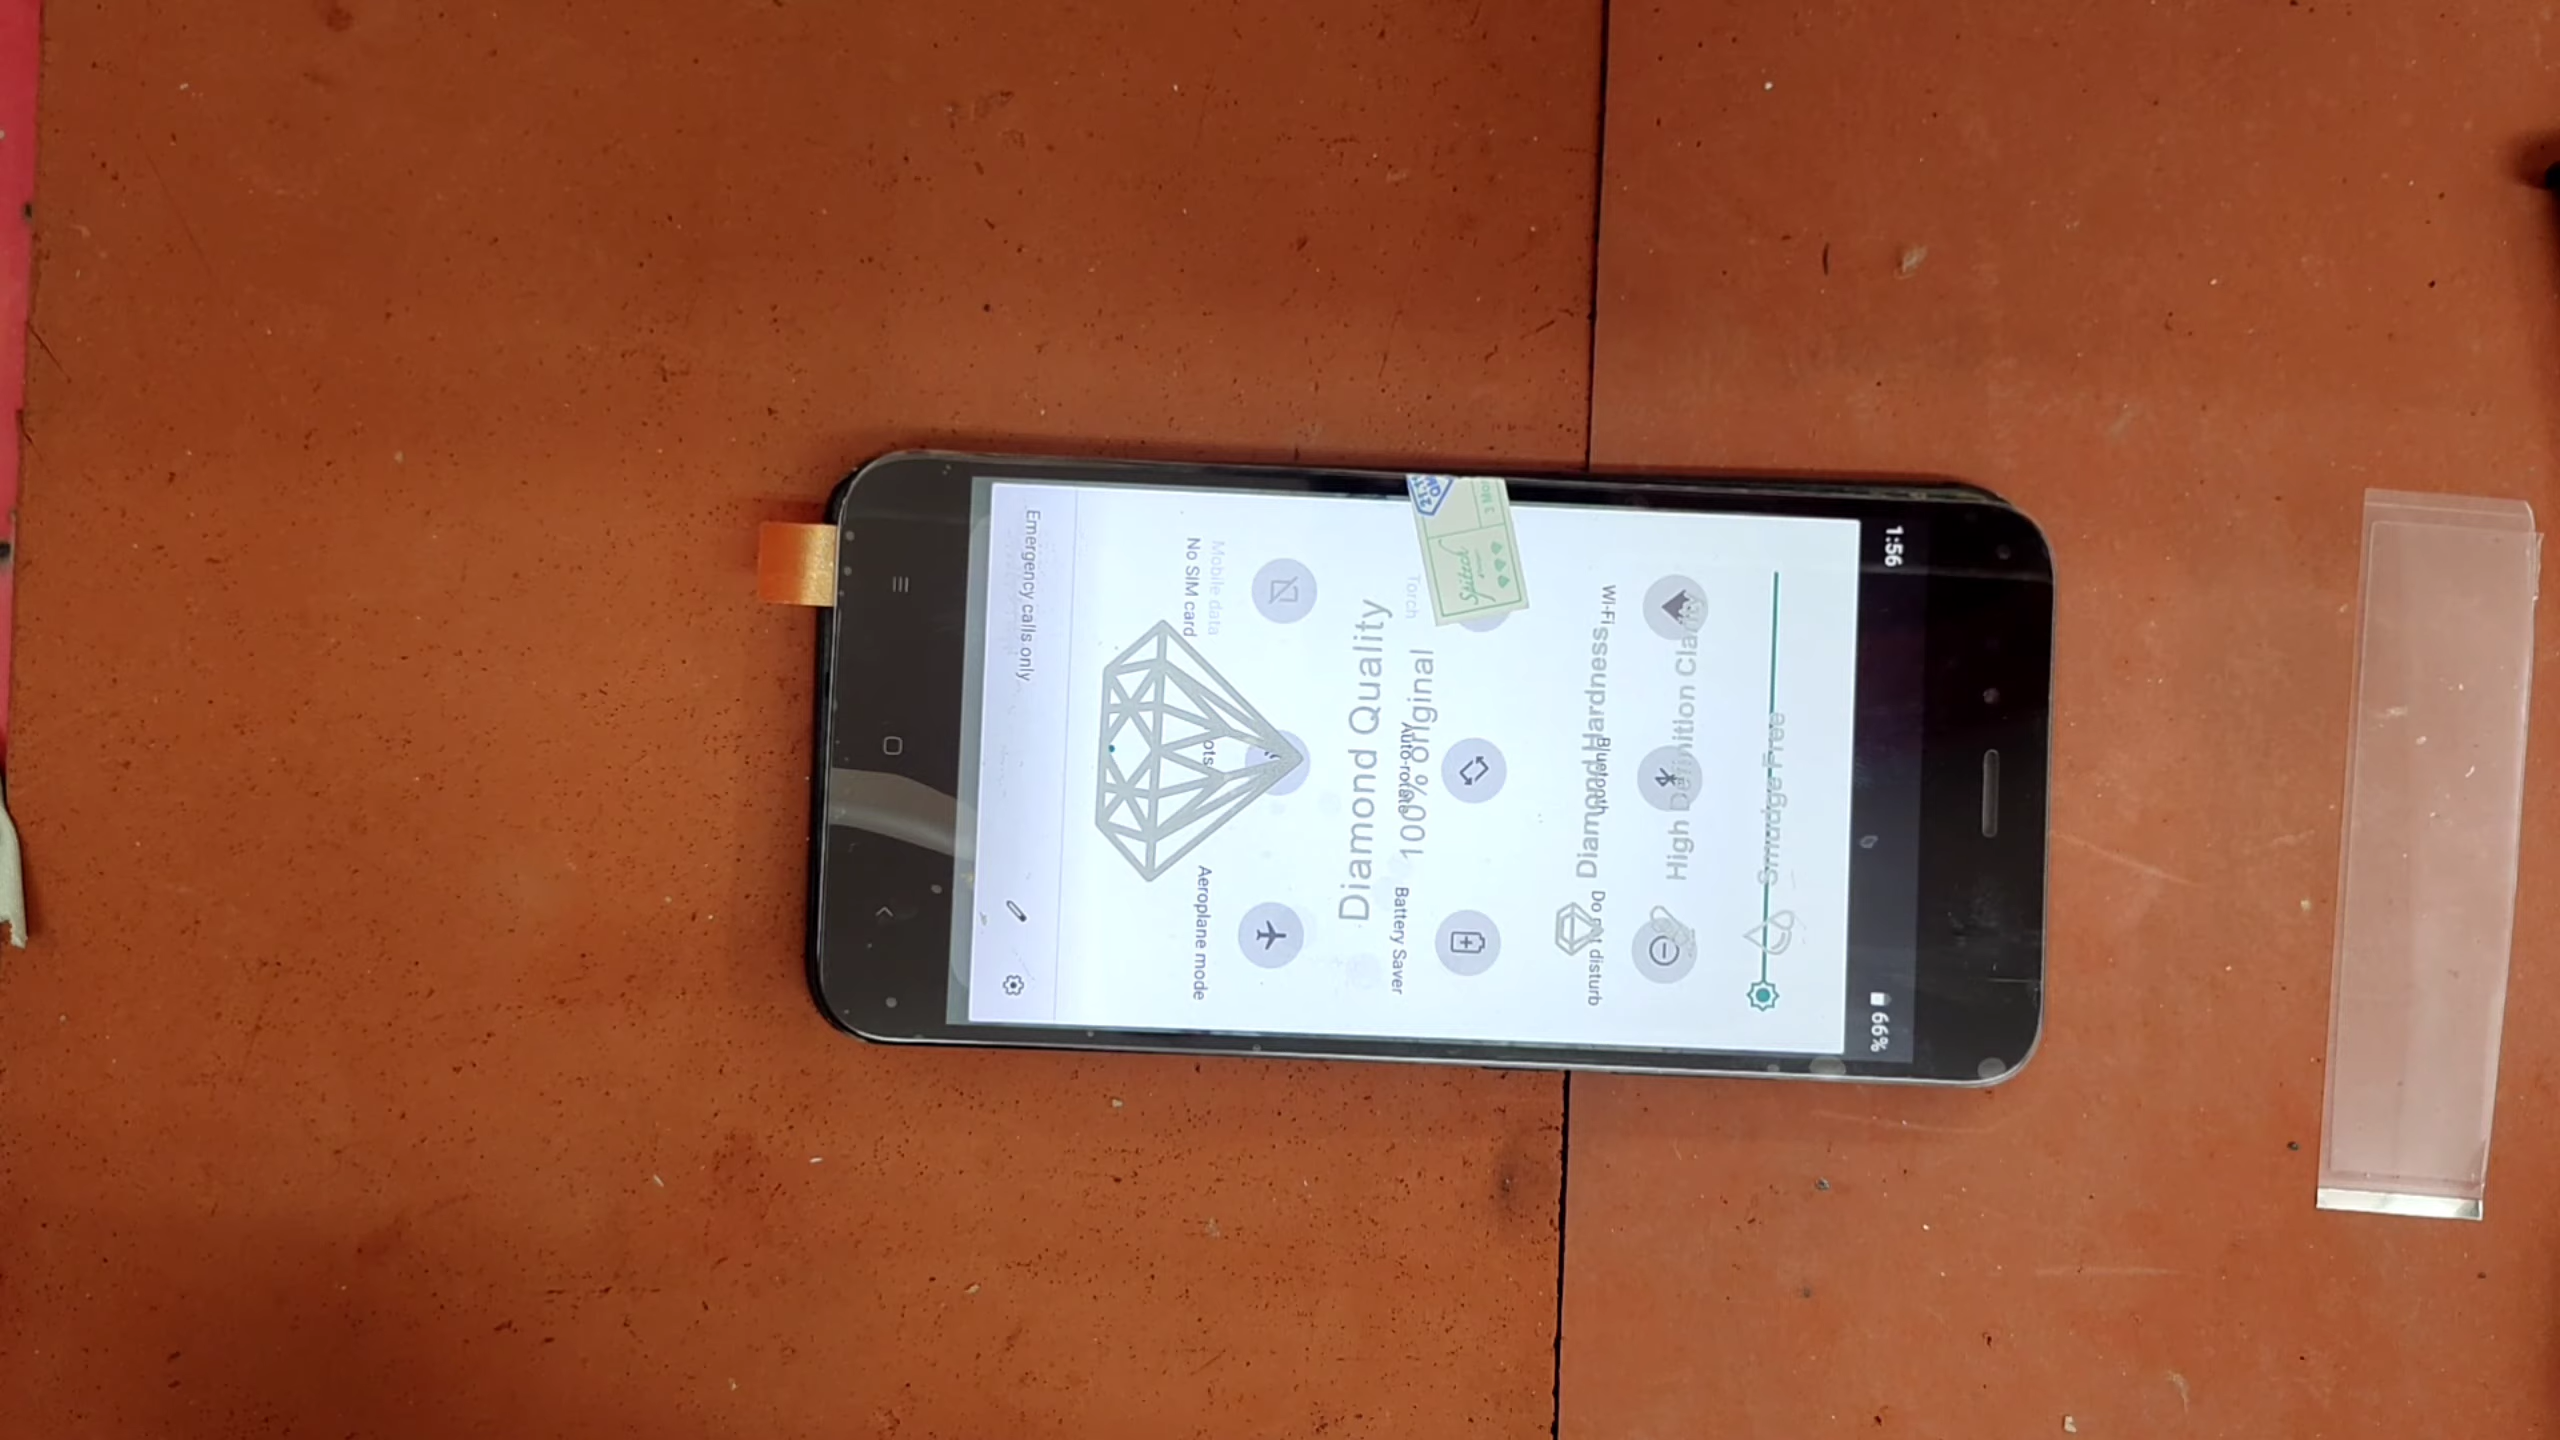 1:56
66%
Wi-Fi
Bluetooth
Do not disturb
Torch
Auto-rotate
Battery Saver
Mobile data
No SIM card
Aeroplane mode
Emergency calls only
Diamond Quality
100% original
Diamond Hardness
High Definition
Smudge Free